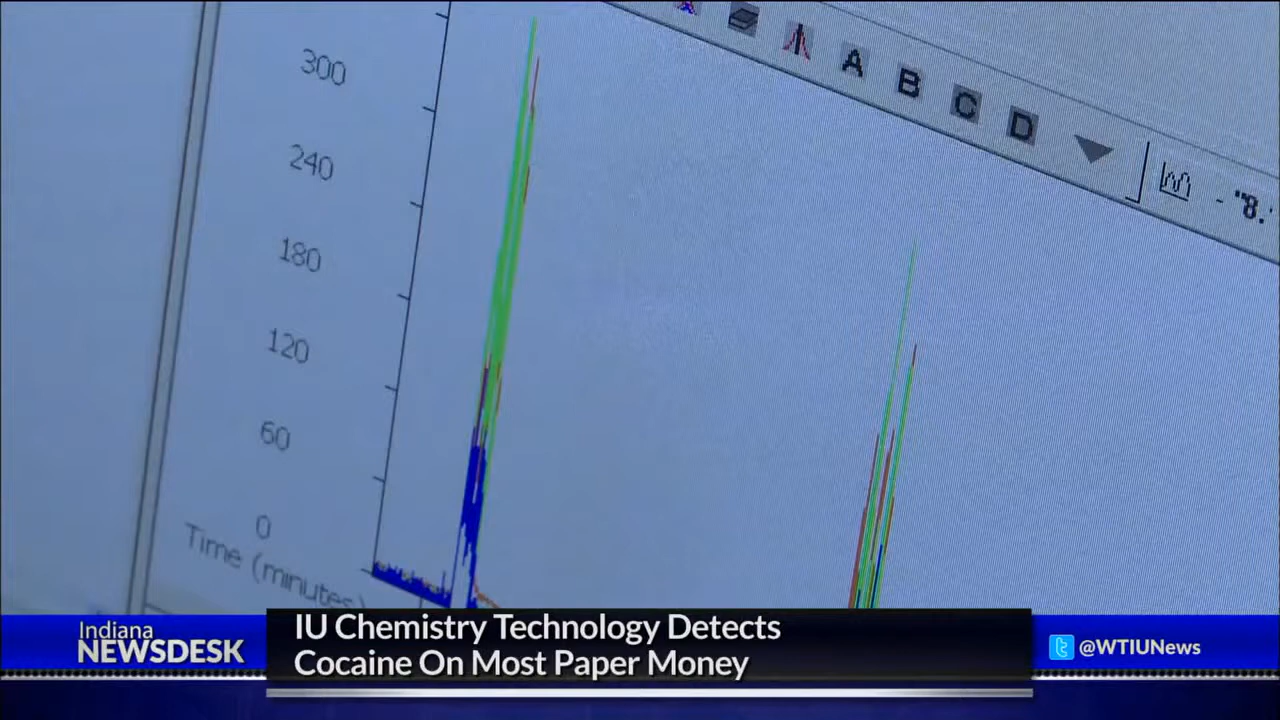 300
240
180
120
60
0
Time (minutes)
A B C D
- "8.
Indiana
NEWSDESK
IU Chemistry Technology Detects
Cocaine On Most Paper Money
@WTIUNews